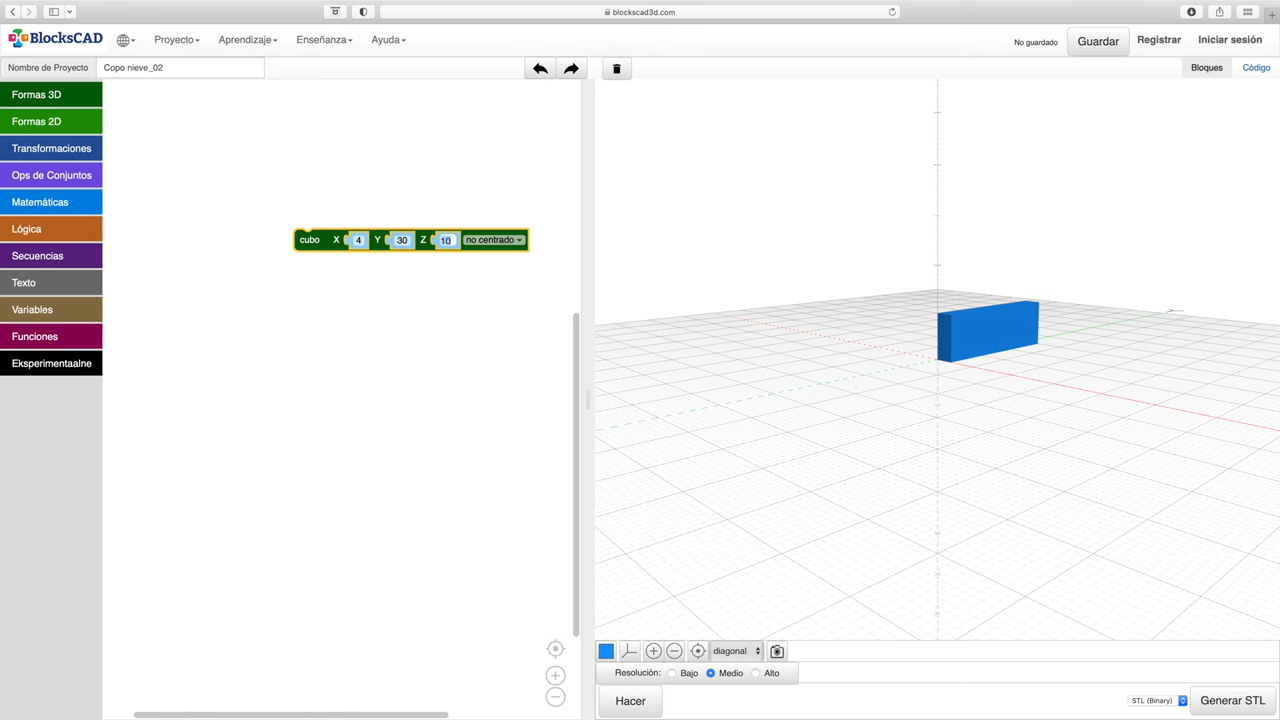 blockscad3d.com
BlocksCAD
Proyecto
Aprendizaje
Enseñanza
Ayuda
No guardado
Guardar
Registrar
Iniciar sesión
Nombre de Proyecto
Copo nieve_02
Bloques
Código
Formas 3D
Formas 2D
Transformaciones
Ops de Conjuntos
Matemáticas
Lógica
Secuencias
Texto
Variables
Funciones
Eksperimentaalne
cubo X 4 Y 30 Z 10 no centrado
diagonal
Resolución: Bajo Medio Alto
Hacer
STL (Binary)
Generar STL